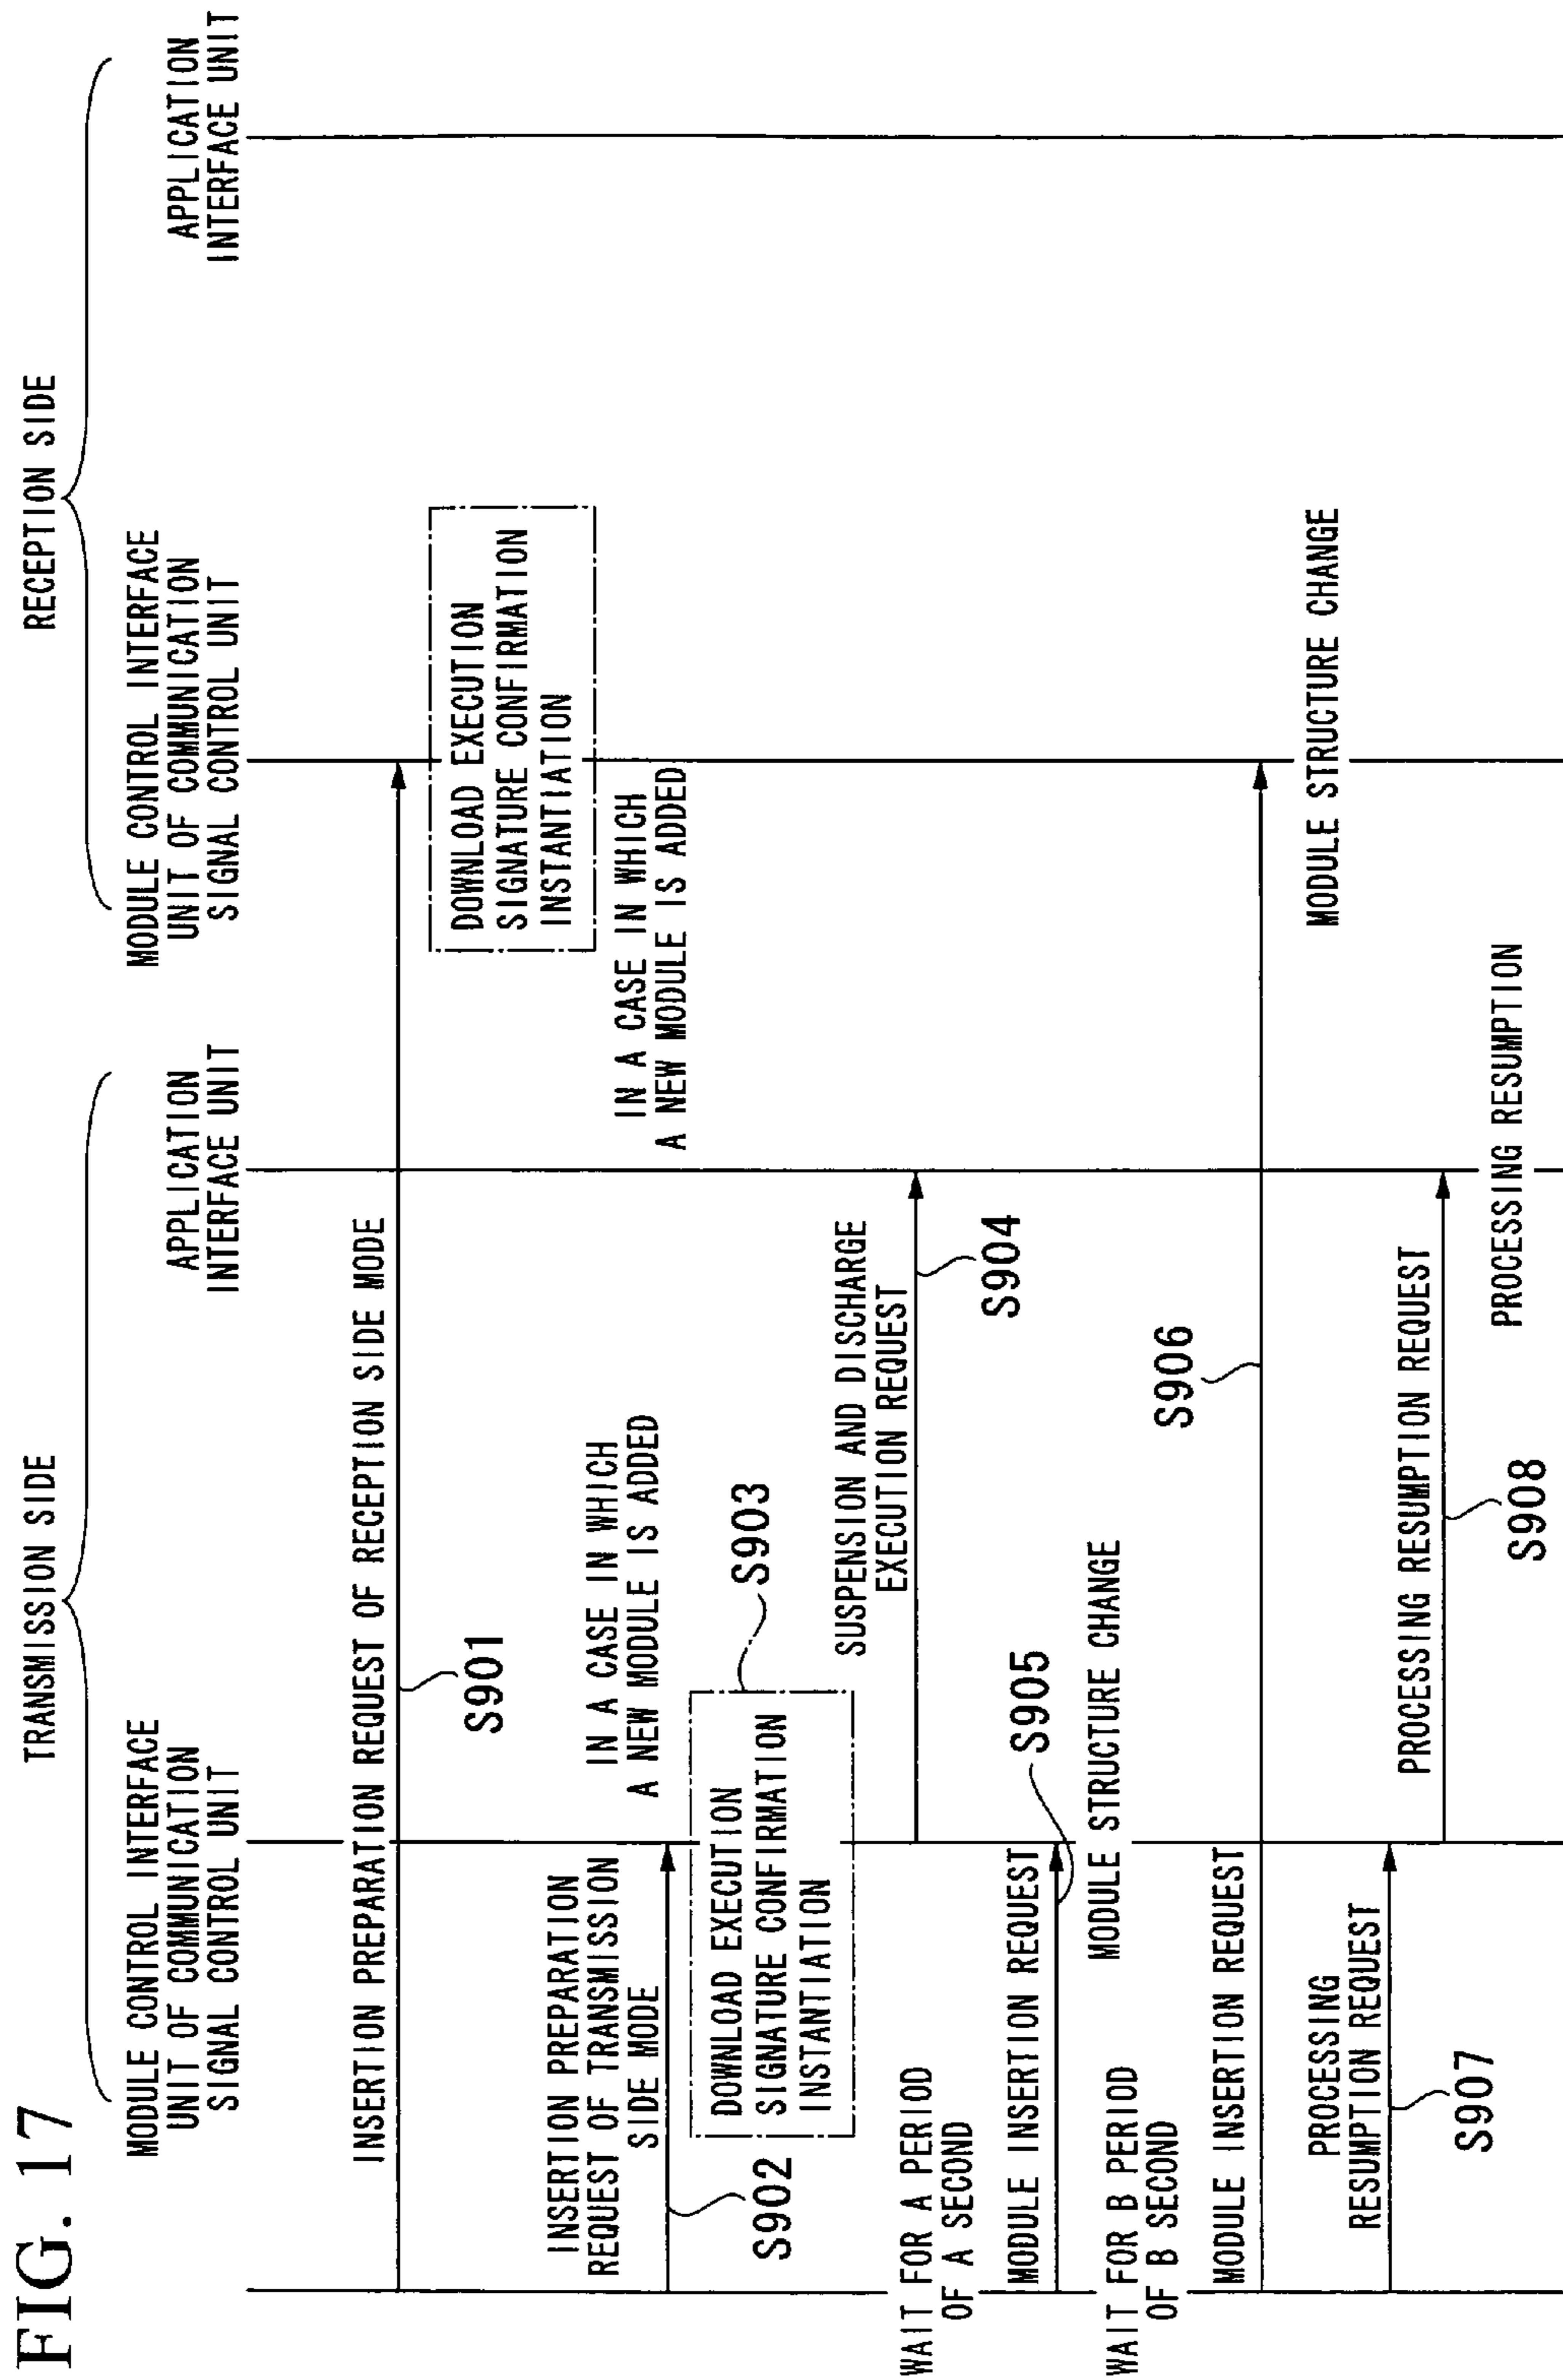 FIG. 17
TRANSMISSION SIDE
RECEPTION SIDE
MODULE CONTROL INTERFACE
UNIT OF COMMUNICATION
SIGNAL CONTROL UNIT
APPLICATION
INTERFACE UNIT
MODULE CONTROL INTERFACE
UNIT OF COMMUNICATION
SIGNAL CONTROL UNIT
APPLICATION
INTERFACE UNIT
INSERTION PREPARATION REQUEST OF RECEPTION SIDE MODE
S901
DOWNLOAD EXECUTION
SIGNATURE CONFIRMATION
INSTANTIATION
IN A CASE IN WHICH
A NEW MODULE IS ADDED
INSERTION PREPARATION
REQUEST OF TRANSMISSION
SIDE MODE
S902
IN A CASE IN WHICH
A NEW MODULE IS ADDED
S903
DOWNLOAD EXECUTION
SIGNATURE CONFIRMATION
INSTANTIATION
SUSPENSION AND DISCHARGE
EXECUTION REQUEST
S904
WAIT FOR A PERIOD
OF A SECOND
MODULE INSERTION REQUEST
S905
MODULE STRUCTURE CHANGE
WAIT FOR B PERIOD
OF B SECOND
S906
MODULE INSERTION REQUEST
MODULE STRUCTURE CHANGE
PROCESSING
RESUMPTION REQUEST
S907
PROCESSING RESUMPTION REQUEST
S908
PROCESSING RESUMPTION